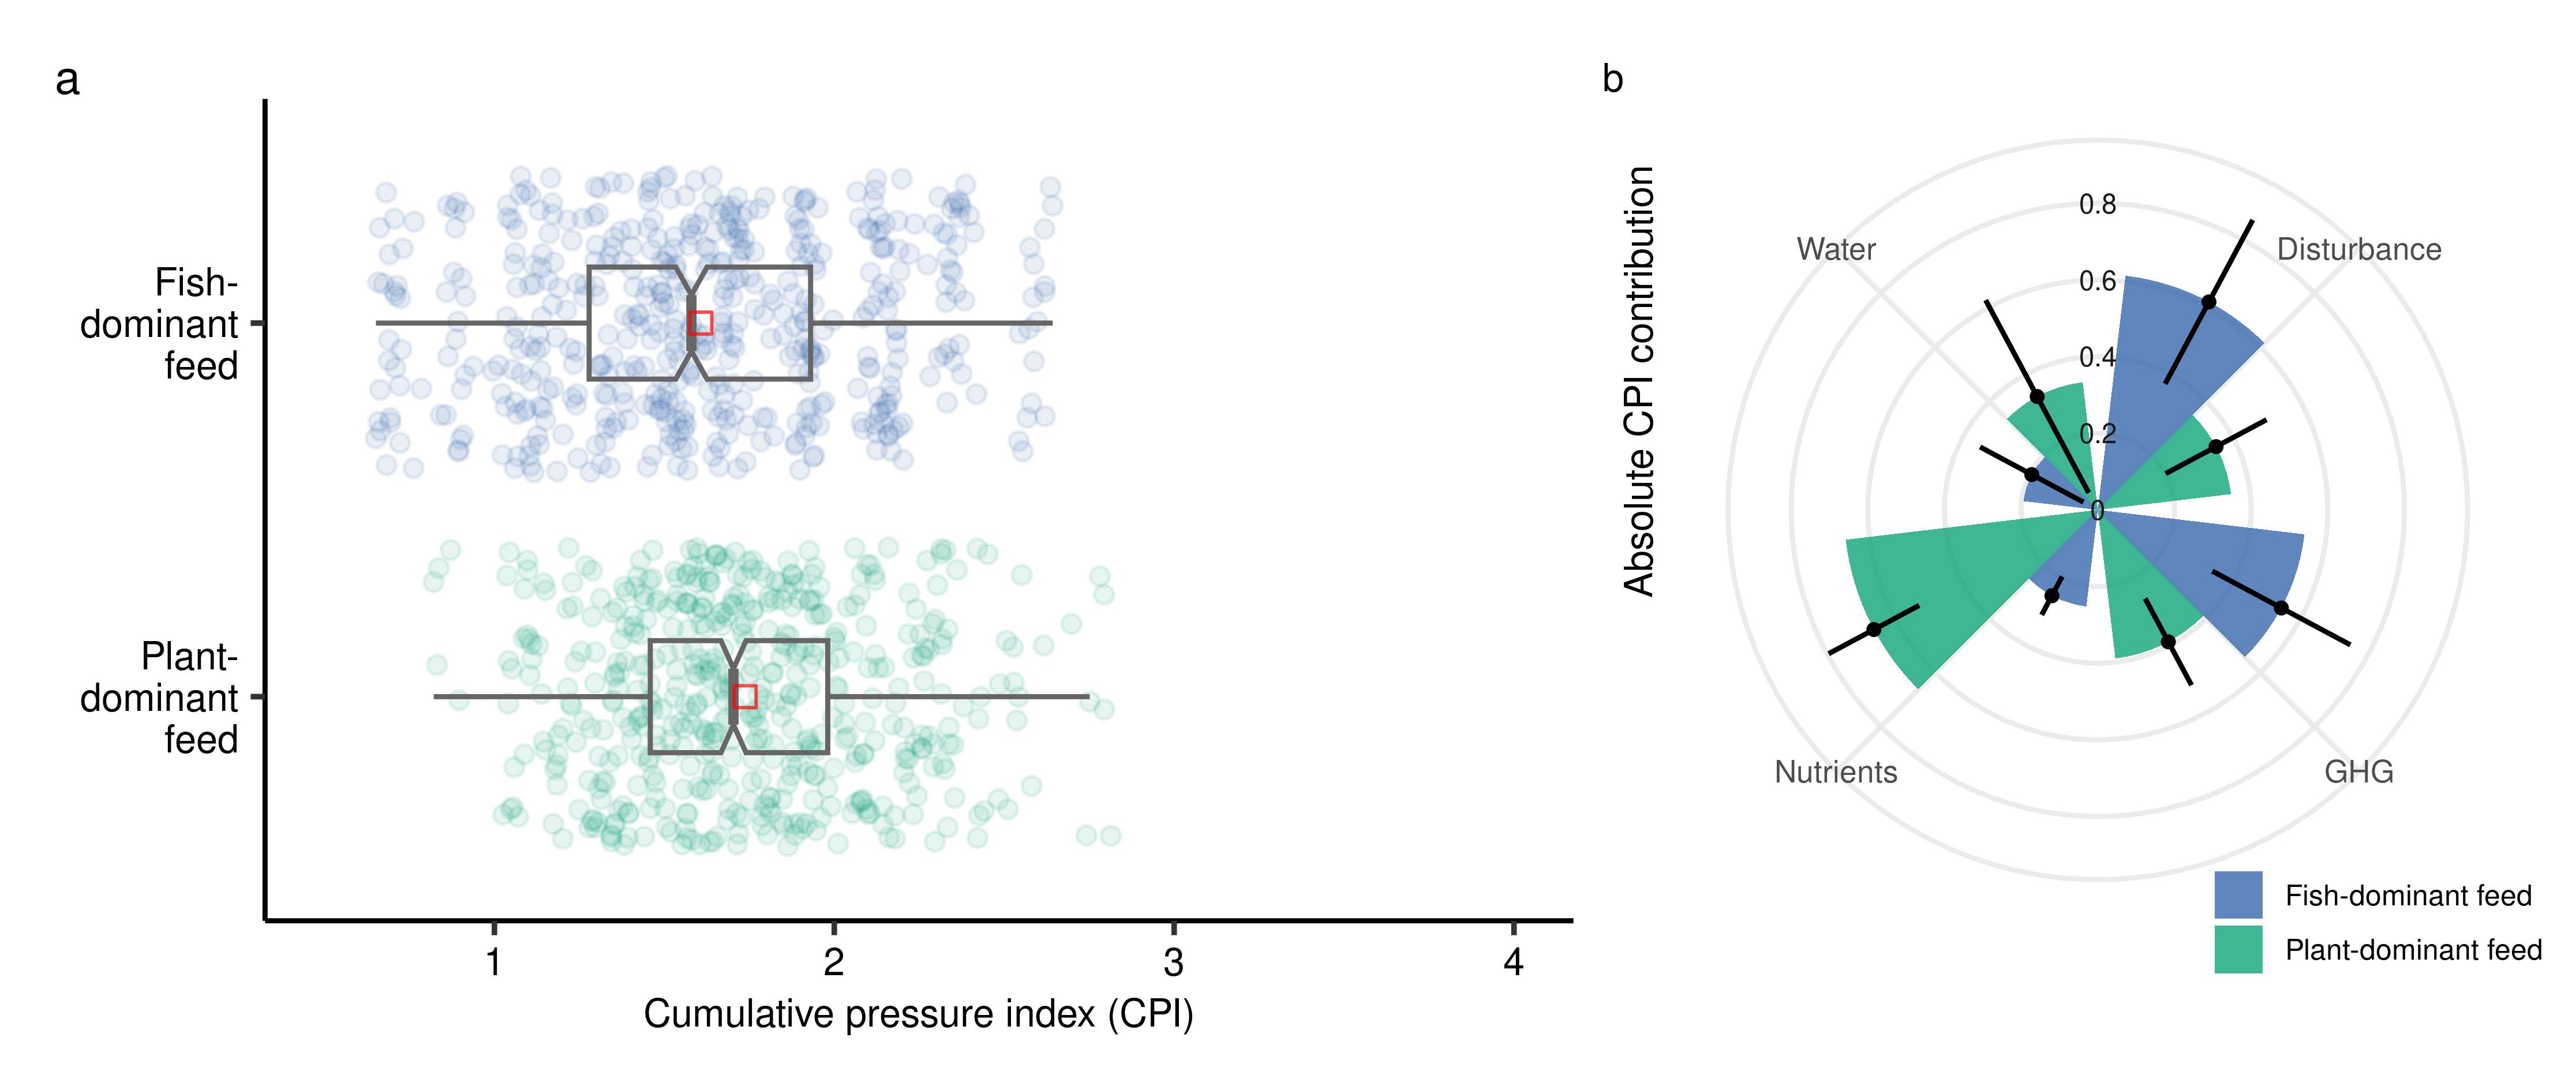 a
Fish-
dominant
feed
Plant-
dominant
feed
1
2
3
4
Cumulative pressure index (CPI)
b
Absolute CPI contribution
0.8
0.6
0.4
0.2
0
Water
Disturbance
Nutrients
GHG
Fish-dominant feed
Plant-dominant feed